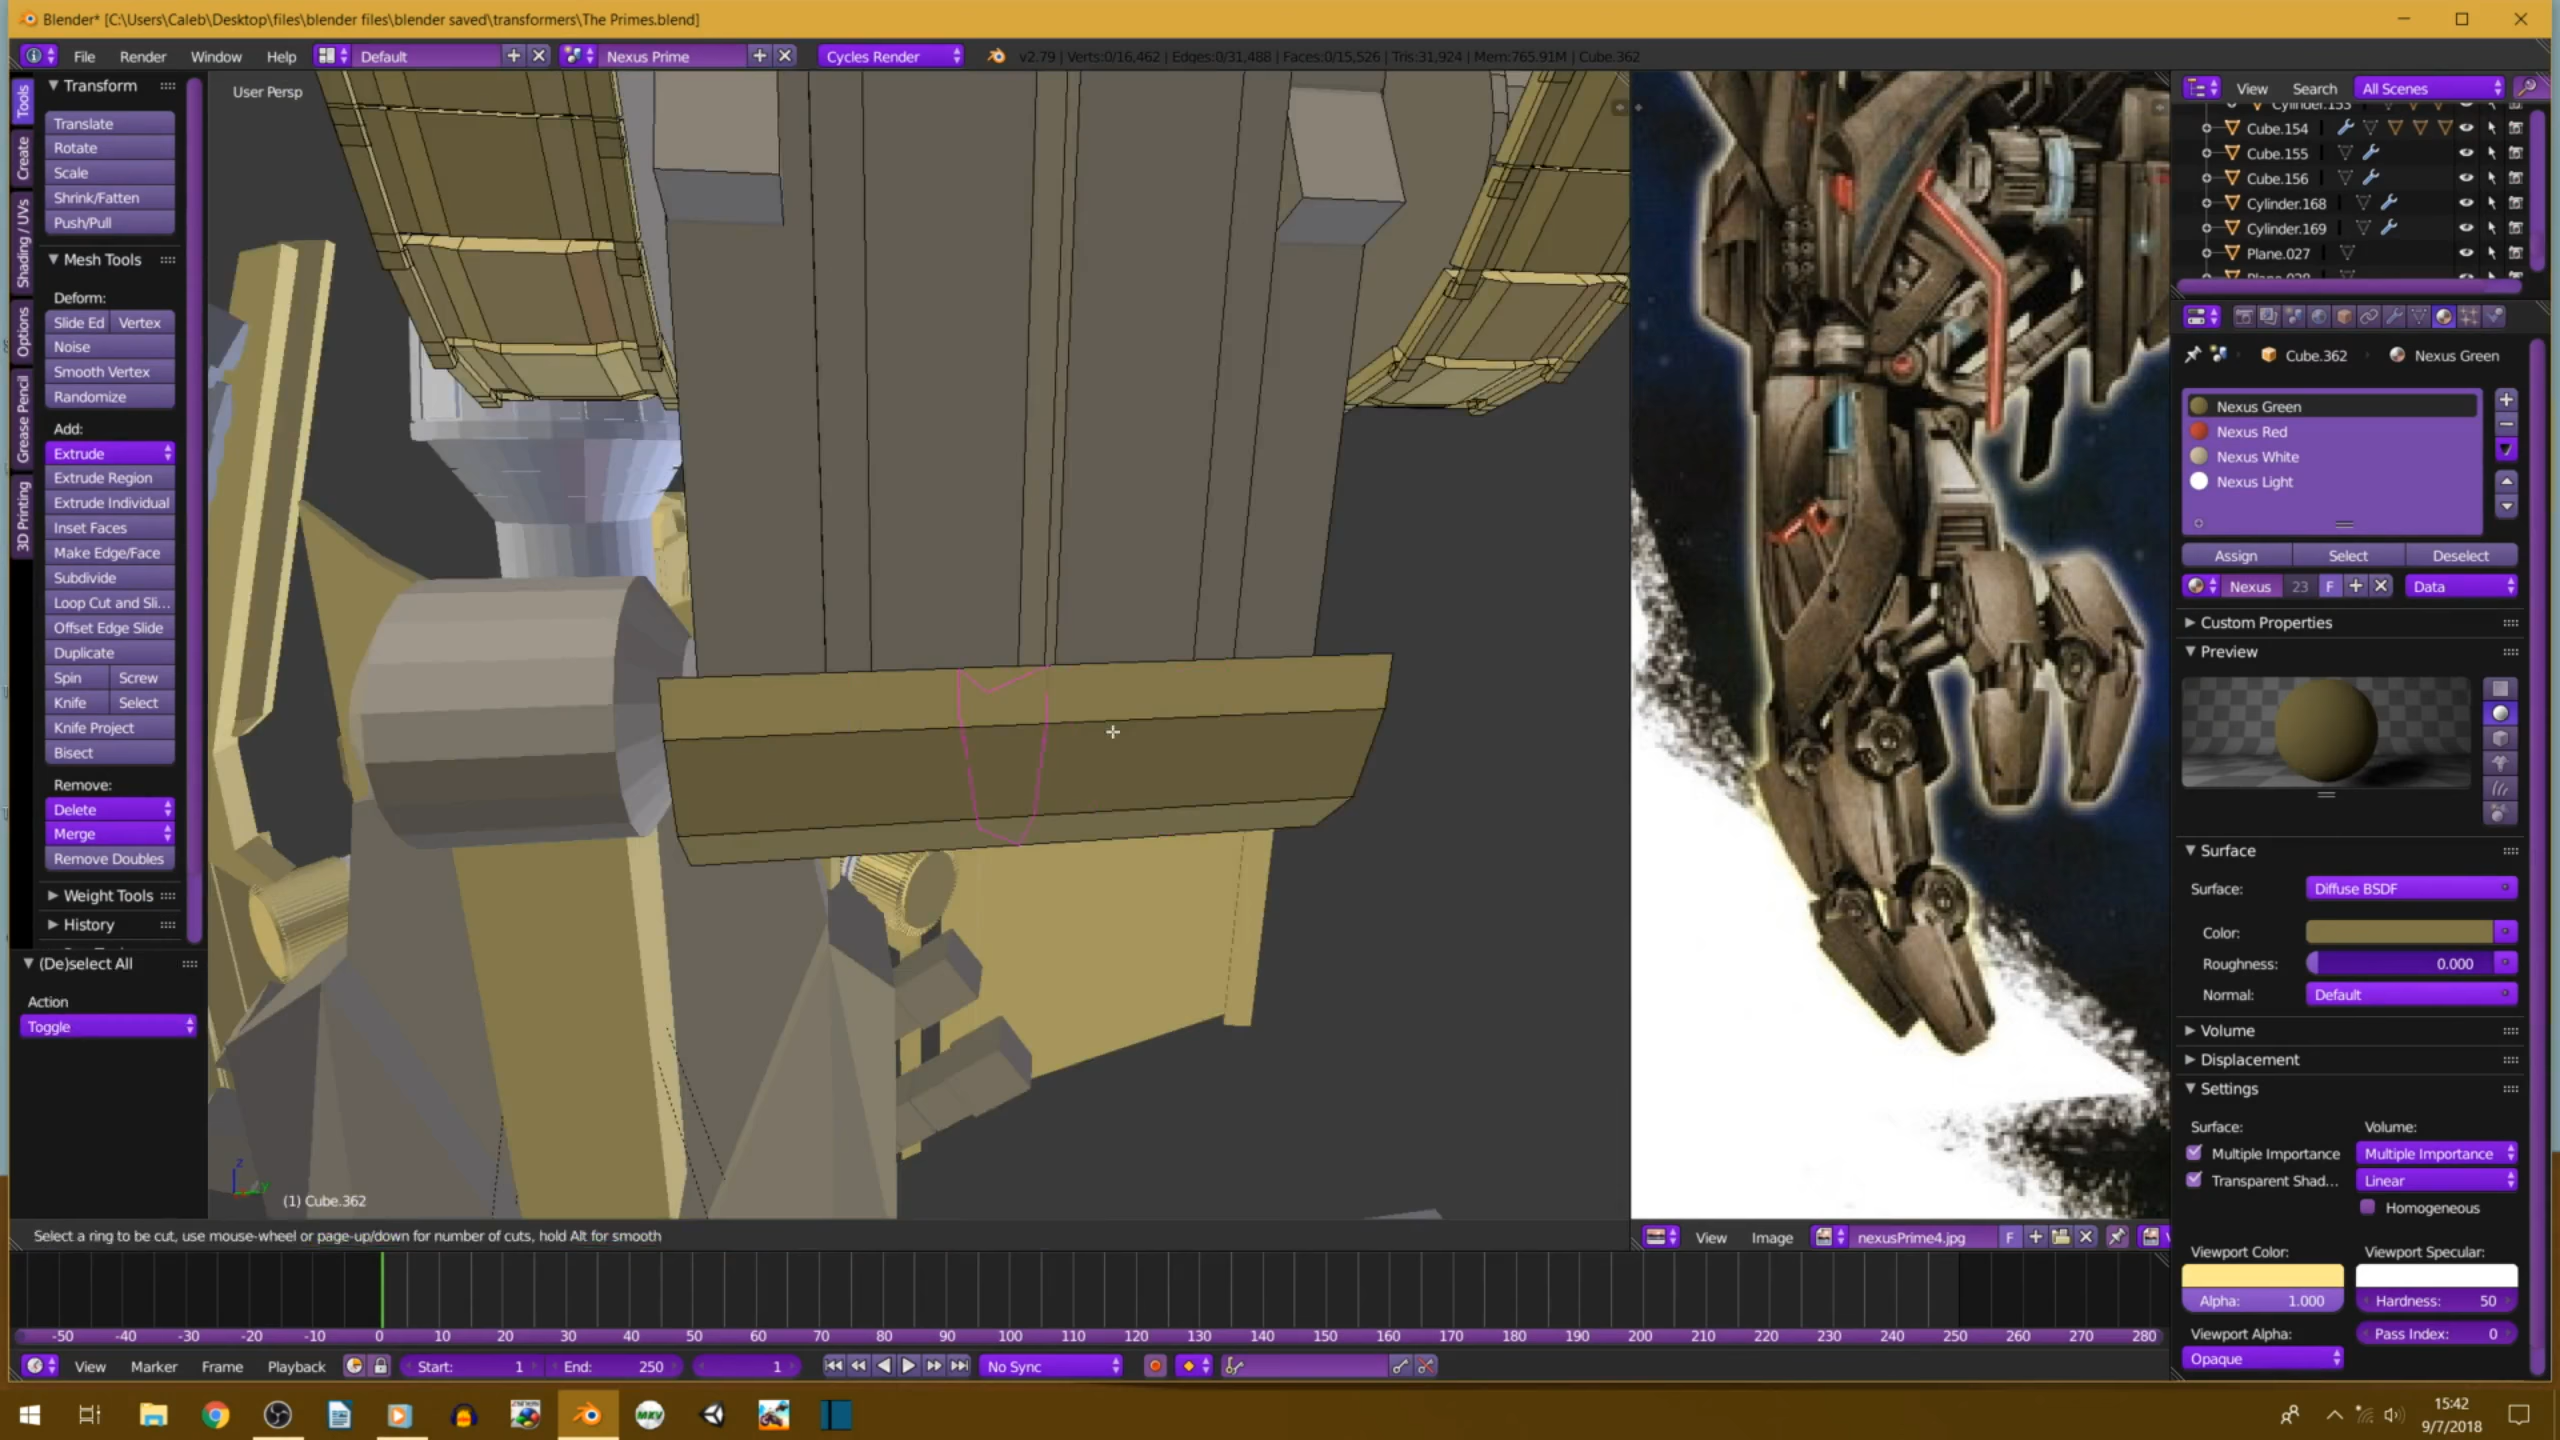 Blender* [C:\Users\Caleb\Desktop\files\blender files\blender saved\transformers\The Primes.blend]
File Render Window Help Default Nexus Prime Cycles Render v2.79 | Verts:0/16,462 | Edges:0/31,488 | Faces:0/15,526 | Tris:31,924 | Mem:765.91M | Cube.362
Tools
Create
Shading / UVs
Options
Grease Pencil
3D Printing
Transform
Translate
Rotate
Scale
Shrink/Fatten
Push/Pull
Mesh Tools
Deform:
Slide Ed Vertex
Noise
Smooth Vertex
Randomize
Add:
Extrude
Extrude Region
Extrude Individual
Inset Faces
Make Edge/Face
Subdivide
Loop Cut and Sli...
Offset Edge Slide
Duplicate
Spin Screw
Knife Select
Knife Project
Bisect
Remove:
Delete
Merge
Remove Doubles
Weight Tools
History
(De)select All
Action
Toggle
User Persp
(1) Cube.362
Select a ring to be cut, use mouse-wheel or page-up/down for number of cuts, hold Alt for smooth
View Image nexusPrime4.jpg F
View Search All Scenes
Cylinder.153
Cube.154
Cube.155
Cube.156
Cylinder.168
Cylinder.169
Plane.027
Cube.362 Nexus Green
Nexus Green
Nexus Red
Nexus White
Nexus Light
Assign Select Deselect
Nexus 23 F Data
Custom Properties
Preview
Surface
Surface: Diffuse BSDF
Color:
Roughness: 0.000
Normal: Default
Volume
Displacement
Settings
Surface: Volume:
Multiple Importance Multiple Importance
Transparent Shad... Linear
Homogeneous
Viewport Color: Viewport Specular:
Alpha: 1.000 Hardness: 50
Viewport Alpha: Pass Index: 0
Opaque
-50 -40 -30 -20 -10 0 10 20 30 40 50 60 70 80 90 100 110 120 130 140 150 160 170 180 190 200 210 220 230 240 250 260 270 280
View Marker Frame Playback Start: 1 End: 250 1 No Sync
MKV
15:42
9/7/2018